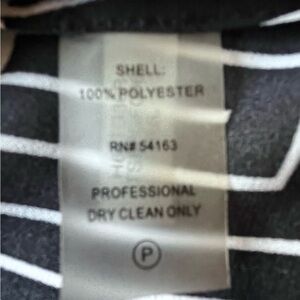 SHELL:
100% POLYESTER
RN# 54163
PROFESSIONAL
DRY CLEAN ONLY
P